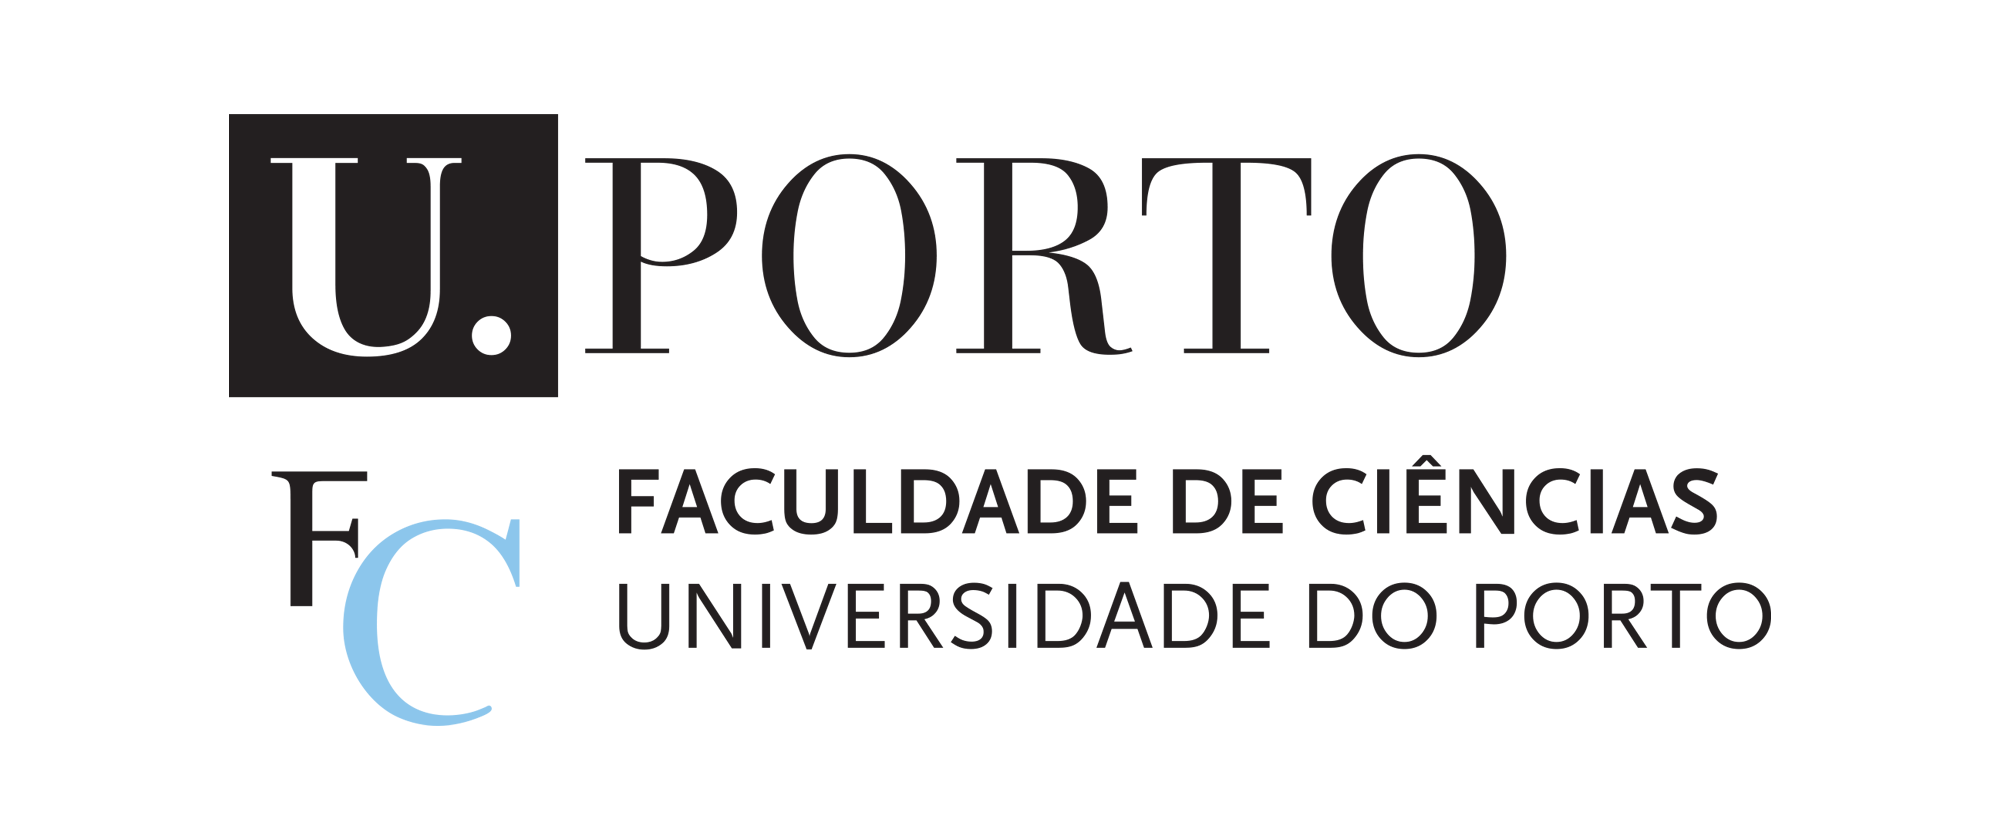 U. PORTO
FC
FACULDADE DE CIÊNCIAS
UNIVERSIDADE DO PORTO